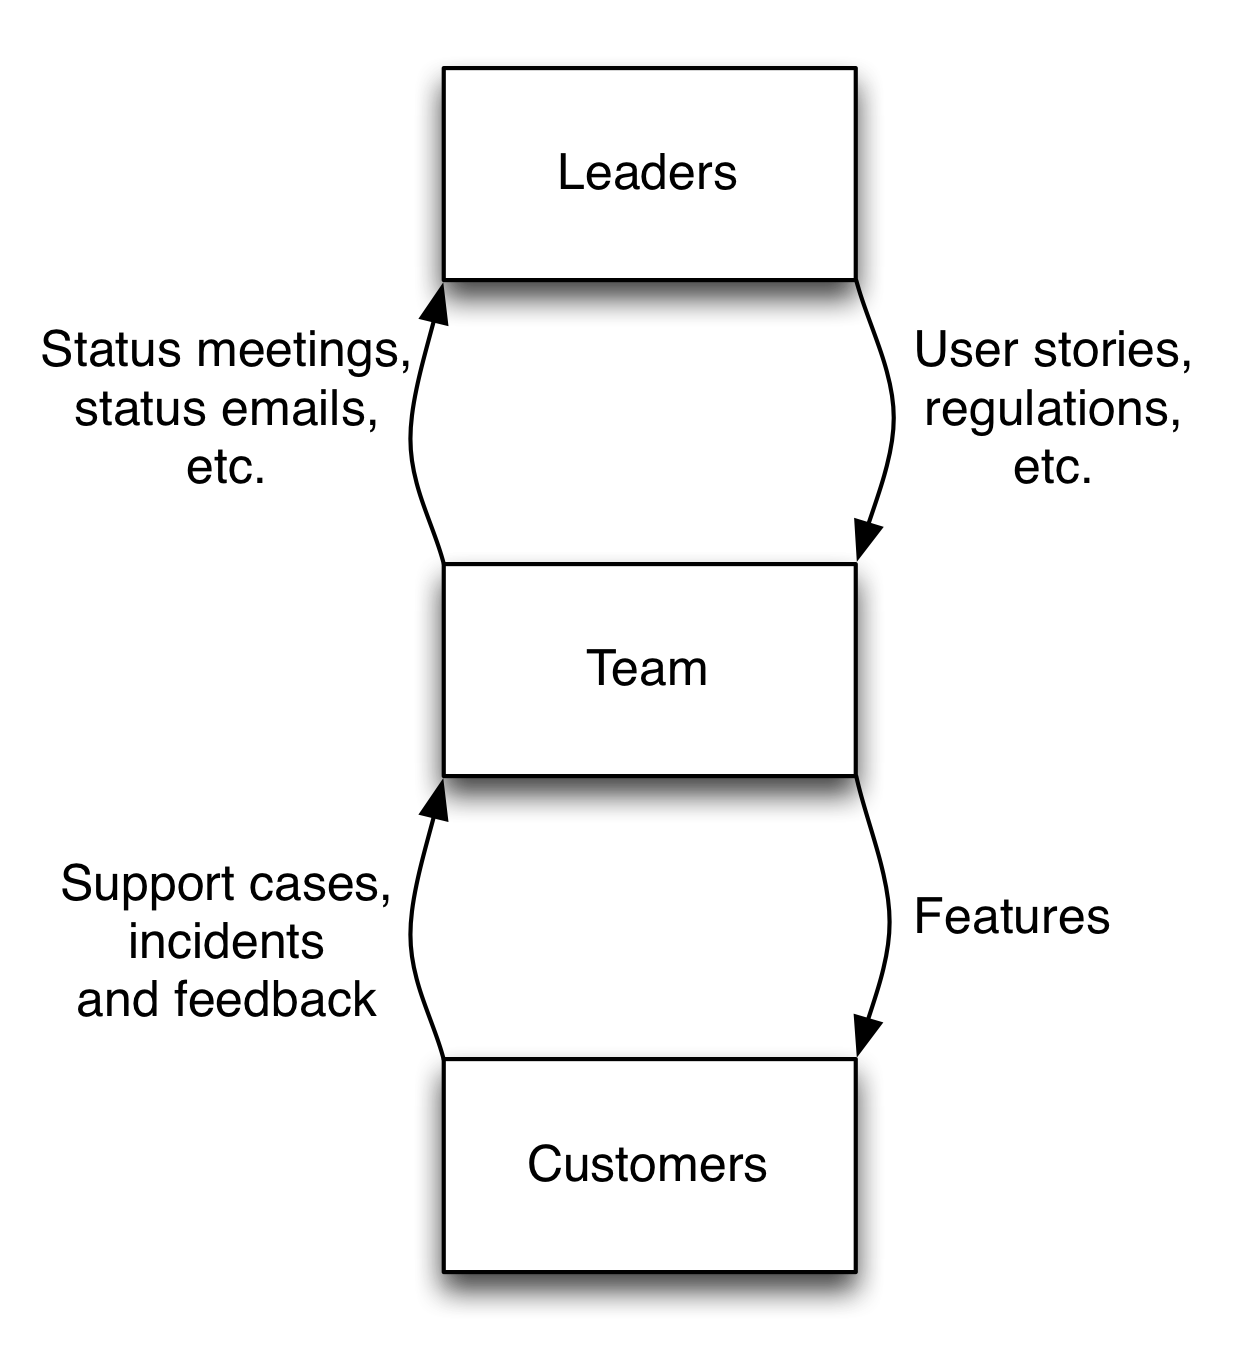 Leaders
Status meetings,
status emails,
etc.
User stories,
regulations,
etc.
Team
Support cases,
incidents
and feedback
Features
Customers